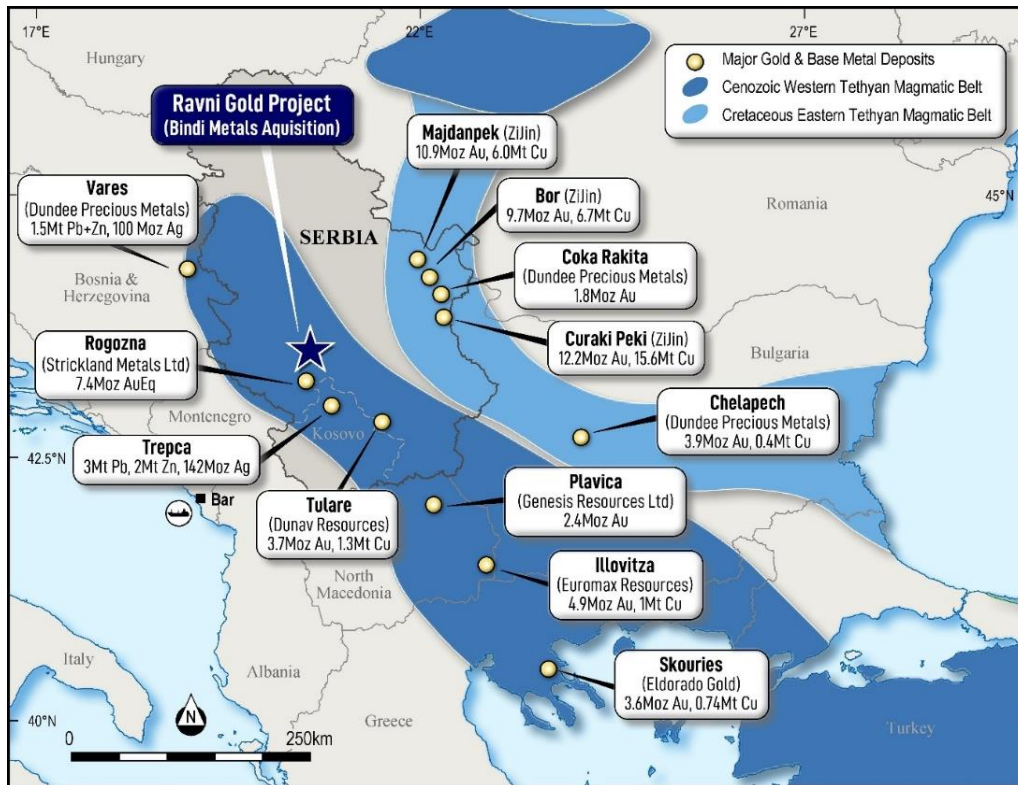 17°E
22°E
27°E
Hungary
Major Gold & Base Metal Deposits
Cenozoic Western Tethyan Magmatic Belt
Cretaceous Eastern Tethyan Magmatic Belt
Ravni Gold Project
(Bindi Metals Aquisition)
Majdanpek (ZiJin)
10.9Moz Au, 6.0Mt Cu
Vares
(Dundee Precious Metals)
1.5Mt Pb+Zn, 100 Moz Ag
Bor (ZiJin)
9.7Moz Au, 6.7Mt Cu
45°N
Romania
SERBIA
Coka Rakita
(Dundee Precious Metals)
1.8Moz Au
Bosnia &
Herzegovina
Curaki Peki (ZiJin)
12.2Moz Au, 15.6Mt Cu
Rogozna
(Strickland Metals Ltd)
7.4Moz AuEq
Bulgaria
Montenegro
Chelapech
(Dundee Precious Metals)
3.9Moz Au, 0.4Mt Cu
Kosovo
Trepca
3Mt Pb, 2Mt Zn, 142Moz Ag
42.5°N
Bar
Tulare
(Dunav Resources)
3.7Moz Au, 1.3Mt Cu
Plavica
(Genesis Resources Ltd)
2.4Moz Au
North
Macedonia
Illovitza
(Euromax Resources)
4.9Moz Au, 1Mt Cu
Italy
Albania
Skouries
(Eldorado Gold)
3.6Moz Au, 0.74Mt Cu
N
40°N
Greece
Turkey
0
250km